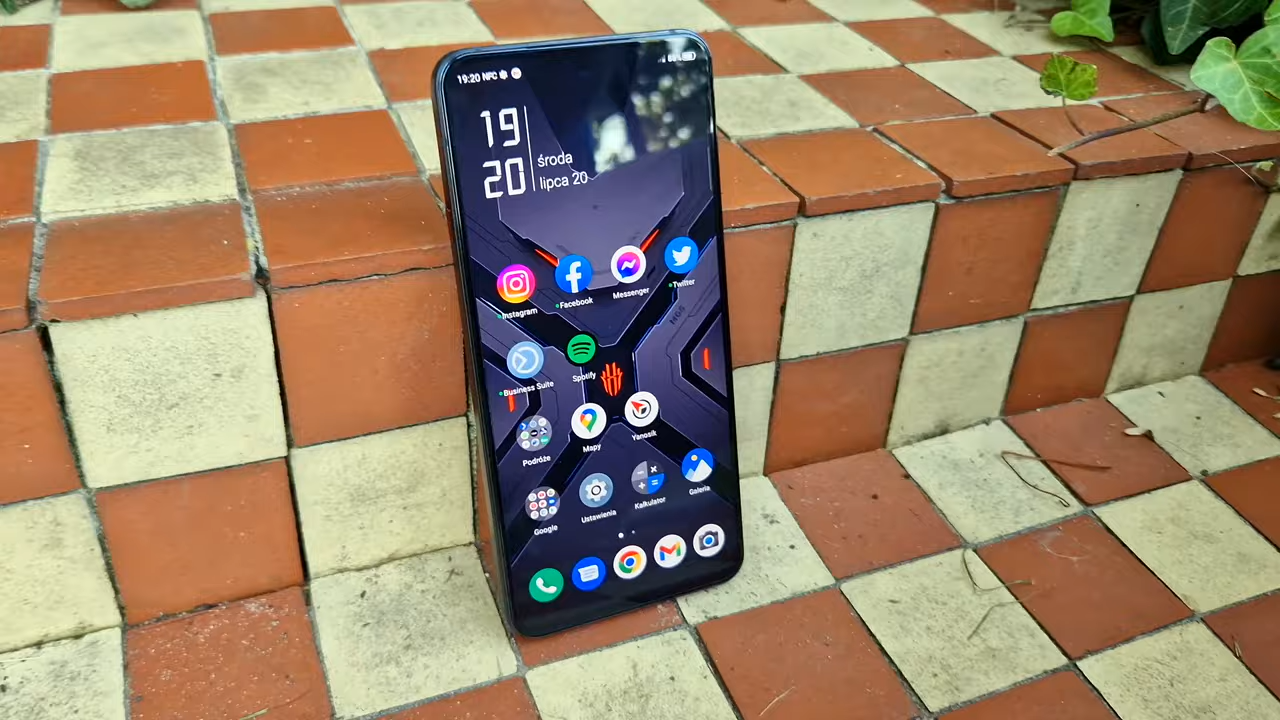 19:20 NFC
19
20
środa
lipca 20
Instagram
Facebook
Messenger
Twitter
Business Suite
Spotify
Podróże
Mapy
Yanosik
Google
Ustawienia
Kalkulator
Galeria